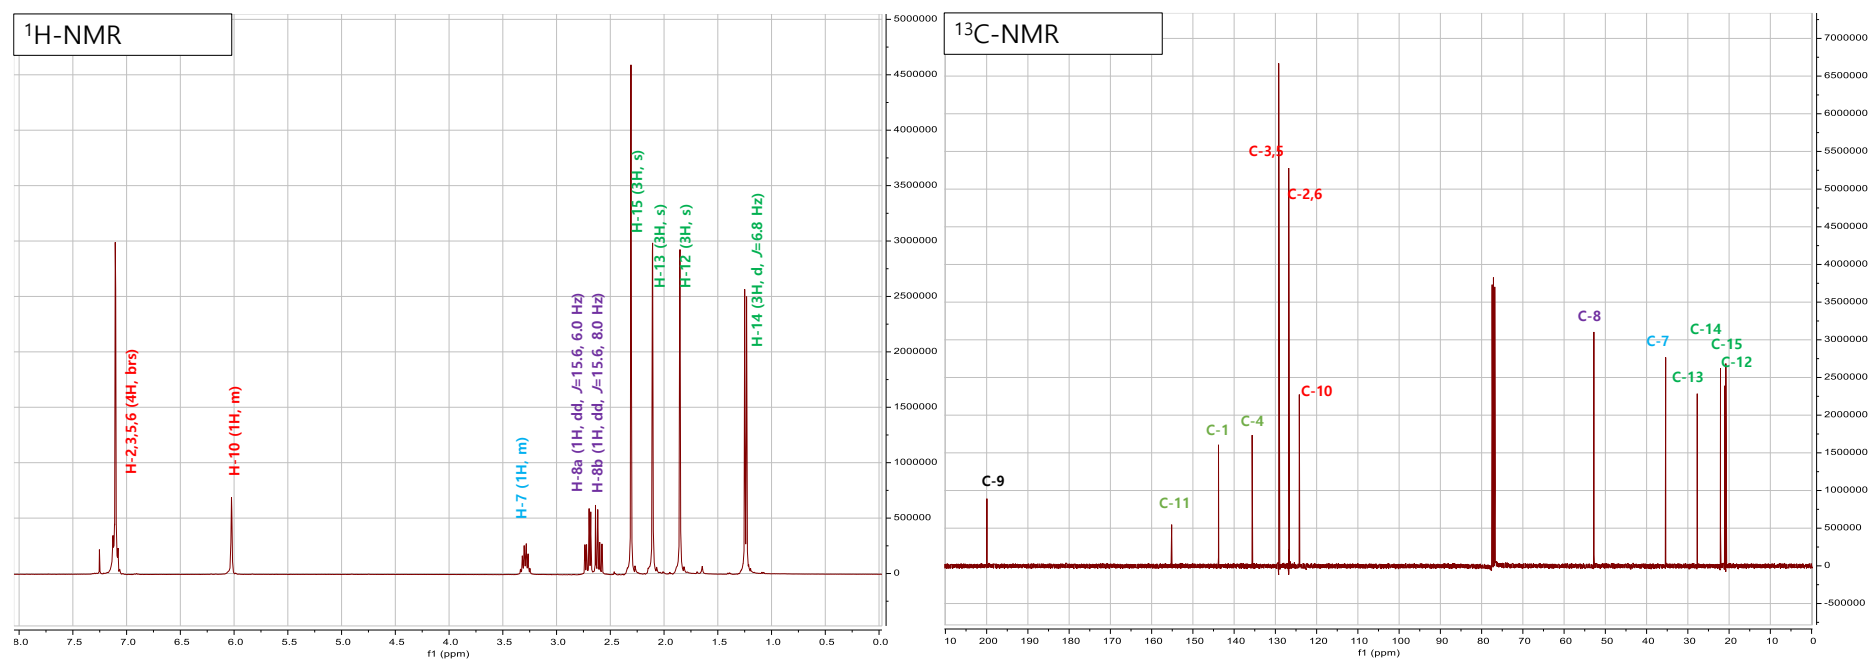 ¹H-NMR
H-2,3,5,6 (4H, brs)
H-10 (1H, m)
H-7 (1H, m)
H-8a (1H, dd, J=15.6, 6.0 Hz)
H-8b (1H, dd, J=15.6, 8.0 Hz)
H-15 (3H, s)
H-13 (3H, s)
H-12 (3H, s)
H-14 (3H, d, J=6.8 Hz)
5000000
4500000
4000000
3500000
3000000
2500000
2000000
1500000
1000000
500000
0
8.0 7.5 7.0 6.5 6.0 5.5 5.0 4.5 4.0 3.5 3.0 2.5 2.0 1.5 1.0 0.5 0.0
f1 (ppm)
¹³C-NMR
C-9
C-11
C-1
C-4
C-3,5
C-2,6
C-10
C-8
C-7
C-13
C-14
C-15
C-12
7000000
6500000
6000000
5500000
5000000
4500000
4000000
3500000
3000000
2500000
2000000
1500000
1000000
500000
0
-500000
210 200 190 180 170 160 150 140 130 120 110 100 90 80 70 60 50 40 30 20 10 0
f1 (ppm)